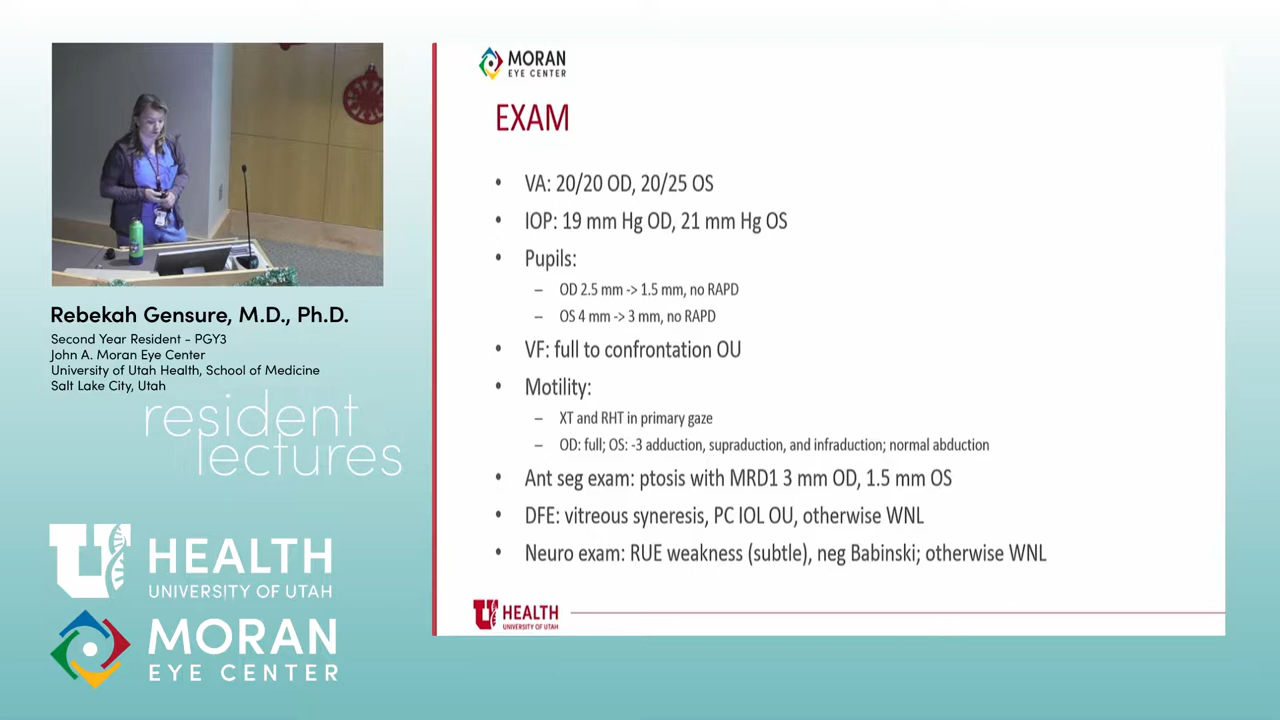 Rebekah Gensure, M.D., Ph.D.
Second Year Resident - PGY3
John A. Moran Eye Center
University of Utah Health, School of Medicine
Salt Lake City, Utah
resident
lectures
U HEALTH
UNIVERSITY OF UTAH
MORAN
EYE CENTER
MORAN
EYE CENTER
EXAM
• VA: 20/20 OD, 20/25 OS
• IOP: 19 mm Hg OD, 21 mm Hg OS
• Pupils:
– OD 2.5 mm -> 1.5 mm, no RAPD
– OS 4 mm -> 3 mm, no RAPD
• VF: full to confrontation OU
• Motility:
– XT and RHT in primary gaze
– OD: full; OS: -3 adduction, supraduction, and infraduction; normal abduction
• Ant seg exam: ptosis with MRD1 3 mm OD, 1.5 mm OS
• DFE: vitreous syneresis, PC IOL OU, otherwise WNL
• Neuro exam: RUE weakness (subtle), neg Babinski; otherwise WNL
U HEALTH
UNIVERSITY OF UTAH